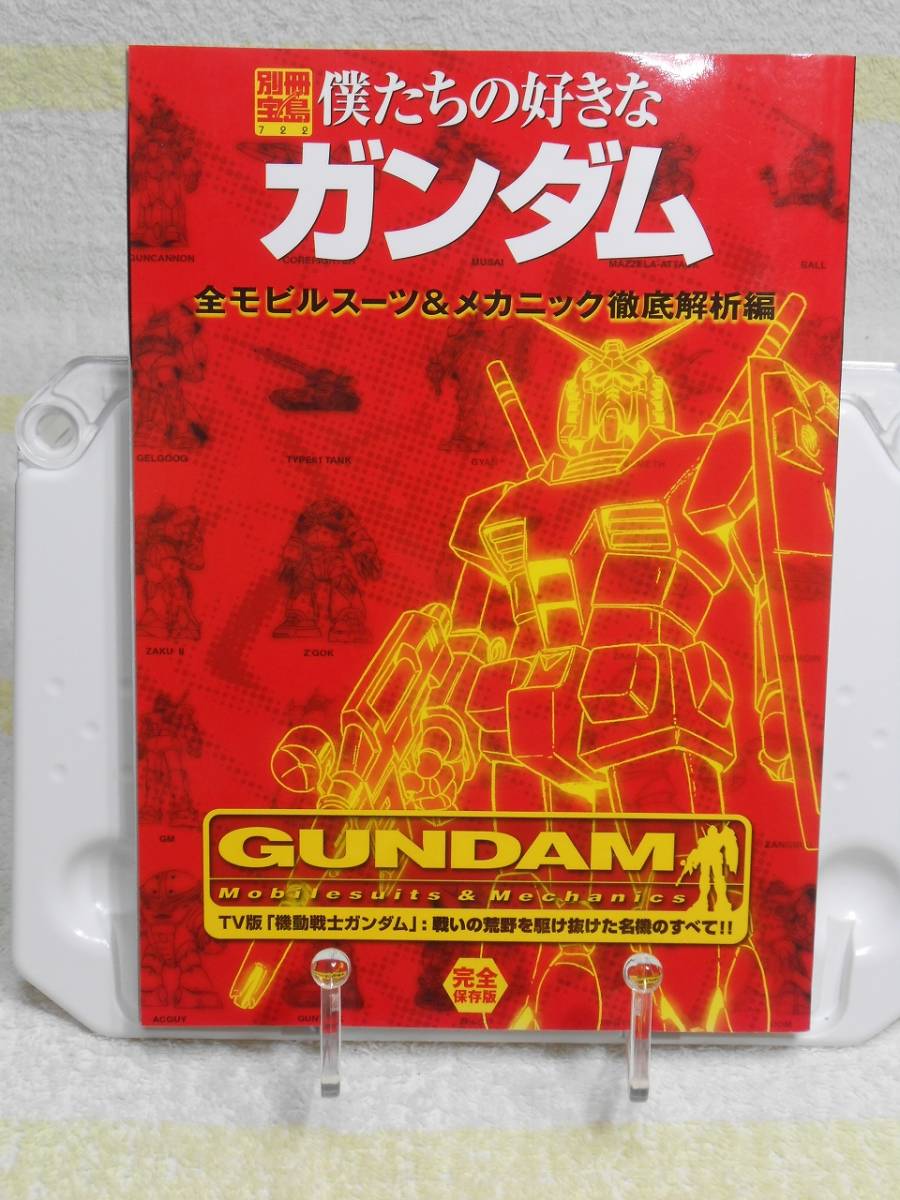 別冊
宝島
722
僕たちの好きな
ガンダム
GUNCANNON
COREFIGHTER
MUSAI
MAZZELA-ATTACK
BALL
全モビルスーツ&メカニック徹底解析編
GELGOOG
TYPE61 TANK
GYAN
ZAKU-II
Z'GOK
GM
GUNDAM
Mobilesuits & Mechanics
TV版「機動戦士ガンダム」:戦いの荒野を駆け抜けた名機のすべて!!
完全
保存版
ACGUY